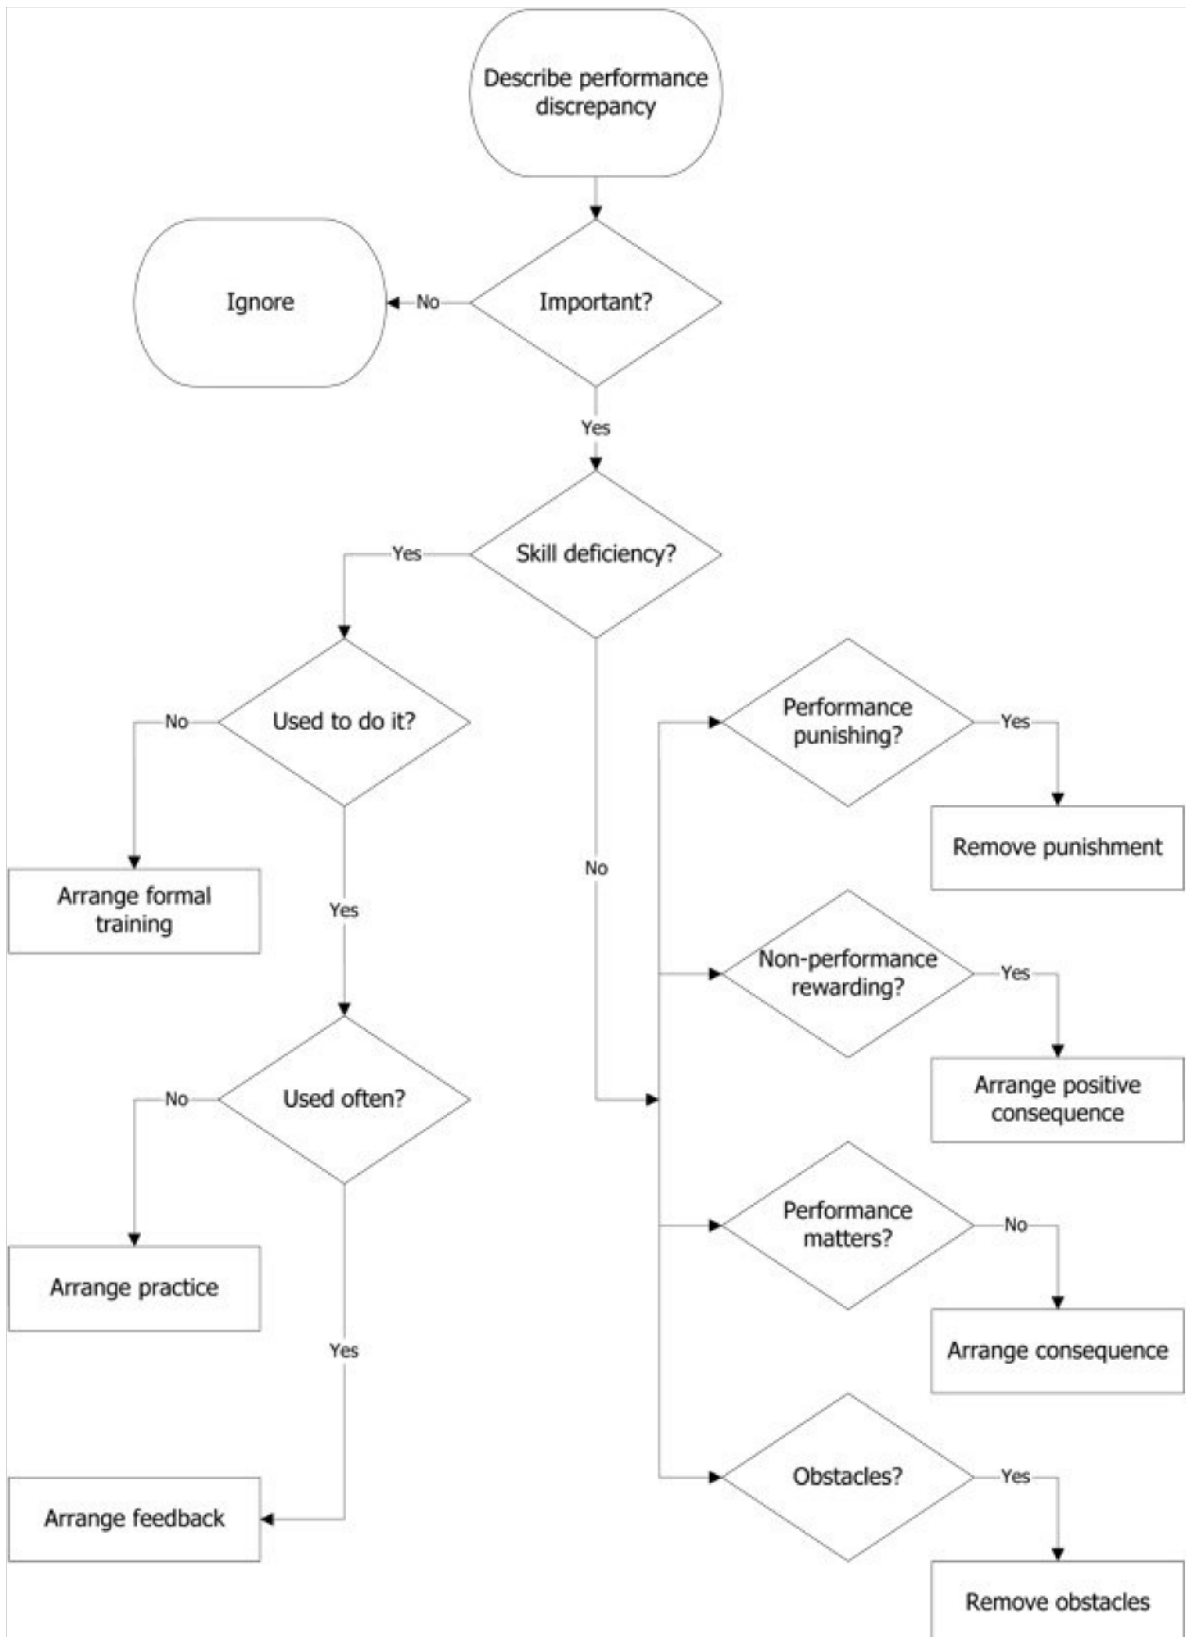 Describe performance
discrepancy
Ignore
No
Important?
Yes
Yes
Skill deficiency?
No
Used to do it?
Performance
punishing?
Yes
Remove punishment
No
Arrange formal
training
Yes
Non-performance
rewarding?
Yes
No
Used often?
Arrange positive
consequence
Performance
matters?
No
Arrange practice
Yes
Arrange consequence
Obstacles?
Yes
Arrange feedback
Remove obstacles